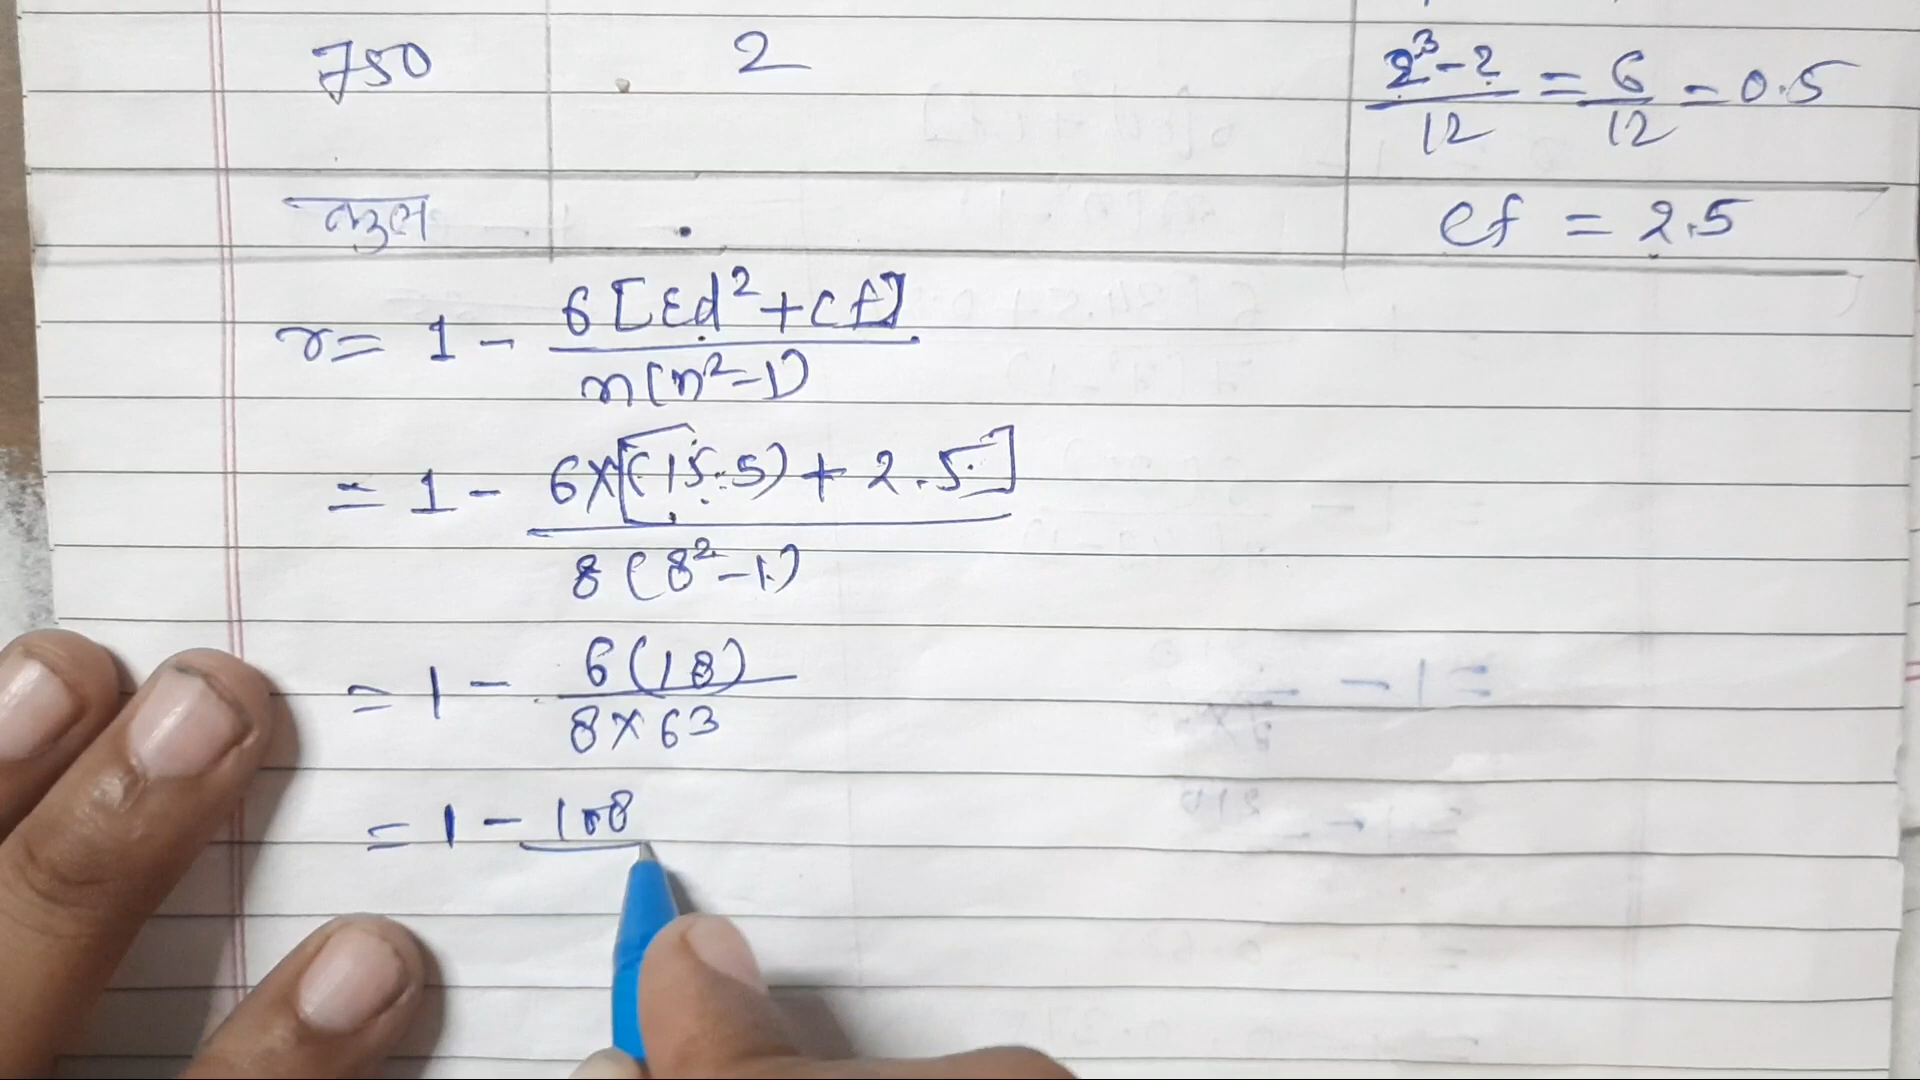 750 2 2³-2/12 = 6/12 = 0.5
cf = 2.5
r = 1 - 6[Σd²+cf]/n(n²-1)
= 1 - 6×[(15.5) + 2.5]/8(8²-1)
= 1 - 6(18)/8×63
= 1 - 108